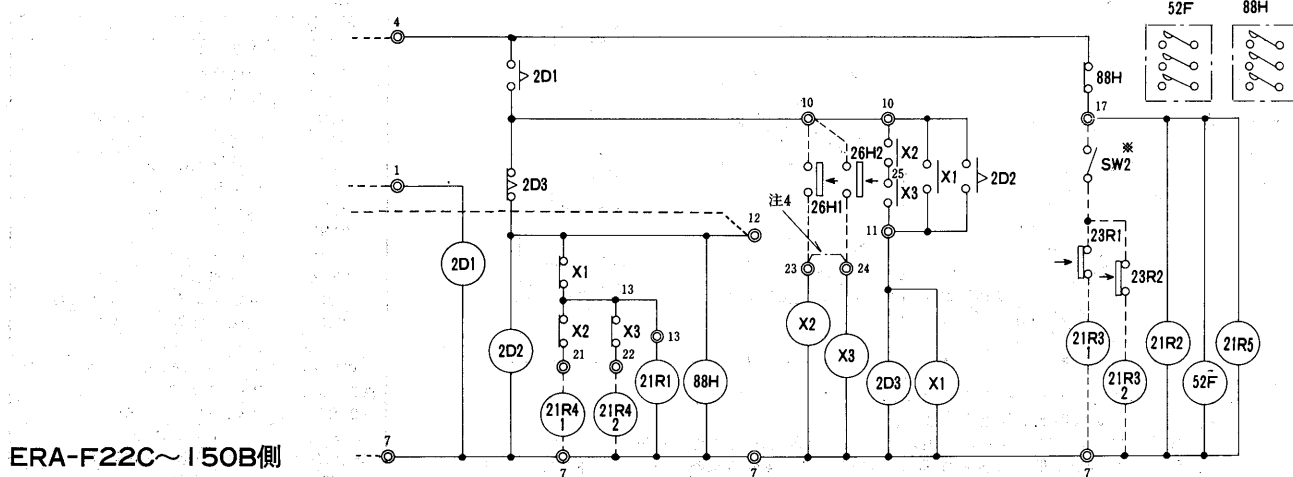 52F 88H
4
2D1
88H
10 10 17
26H2 X2 SW2 ※
25 X1 2D2
2D3 X3
1 26H1
注4 11
12
23R1
2D1 X1 23 24 23R2
13
X2 X3 13
21 22
X2 X3
2D2 21R1 88H 2D3 X1 21R3 1 21R3 2 21R2 52F 21R5
21R4 1 21R4 2
ERA-F22C～150B側
7 7 7 7